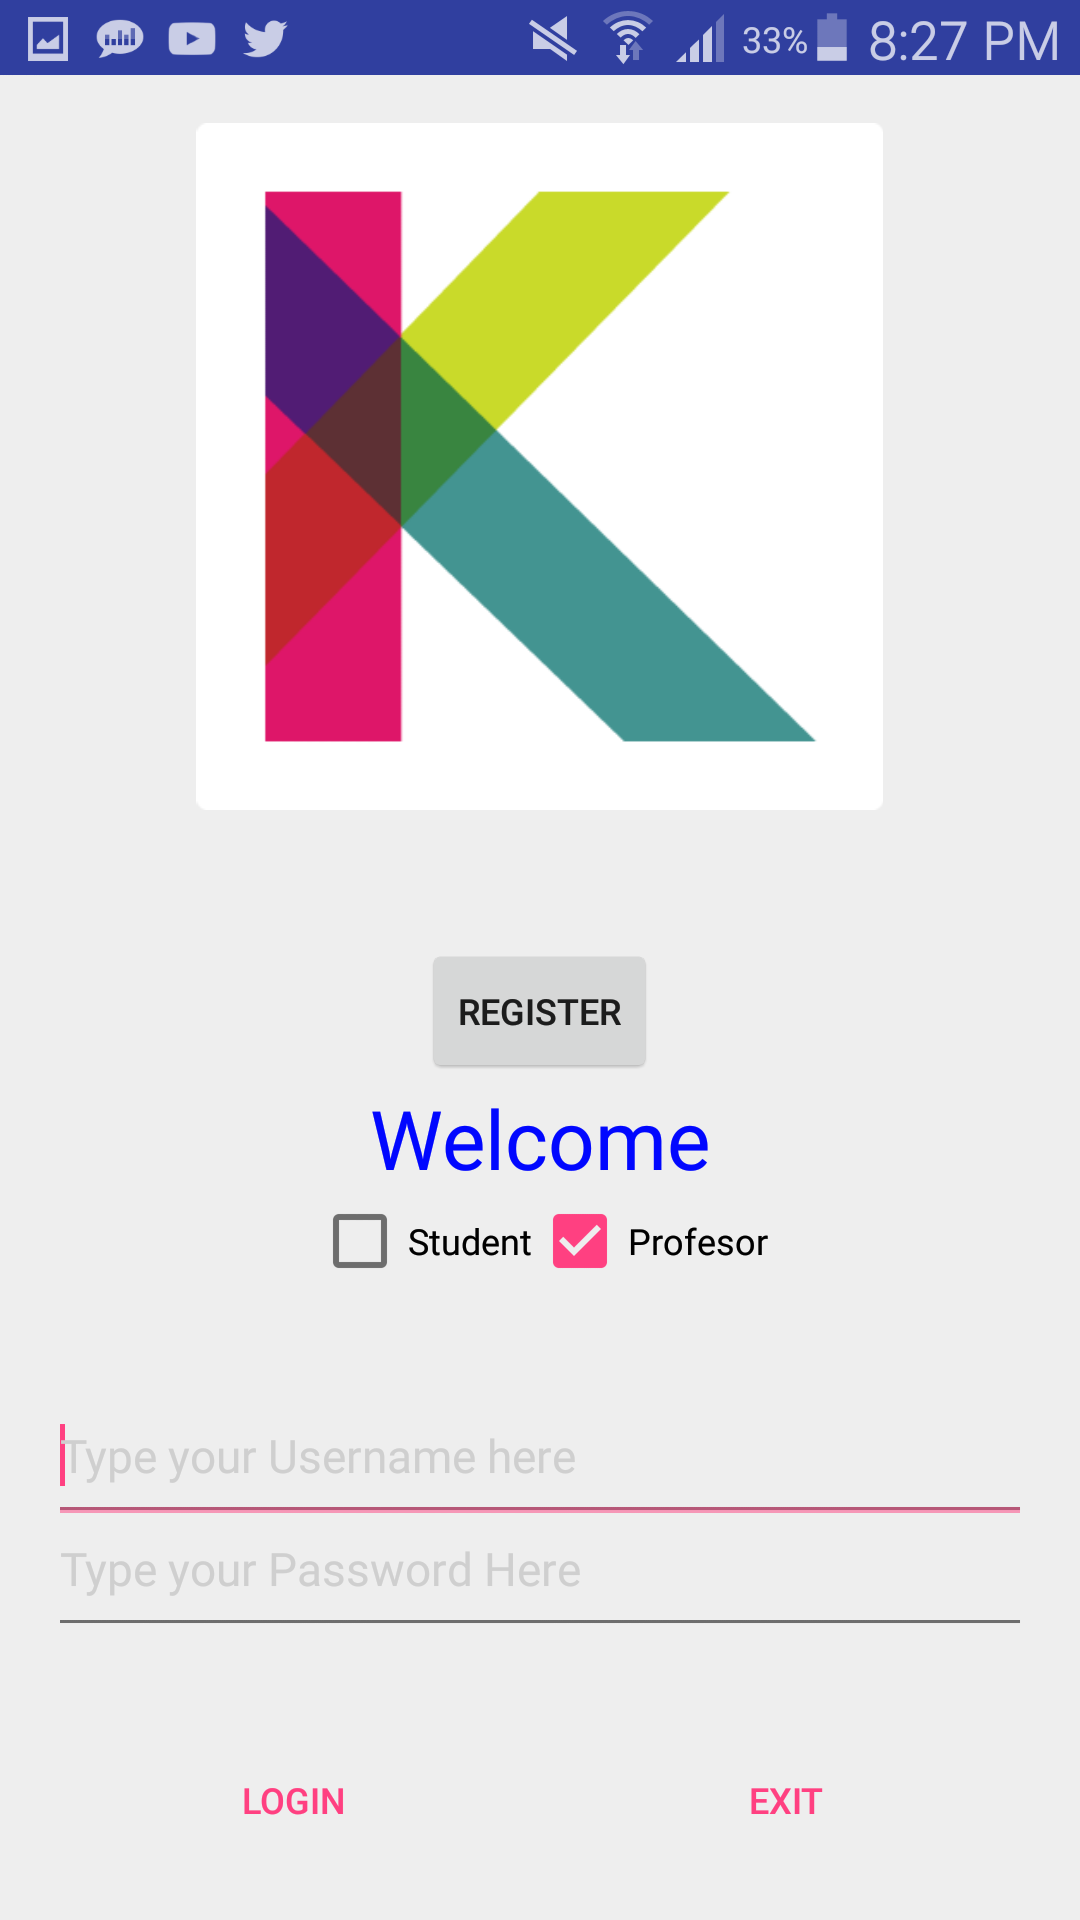 33% 8:27 PM
K
REGISTER
Welcome
Student Profesor
Type your Username here
Type your Password Here
LOGIN EXIT